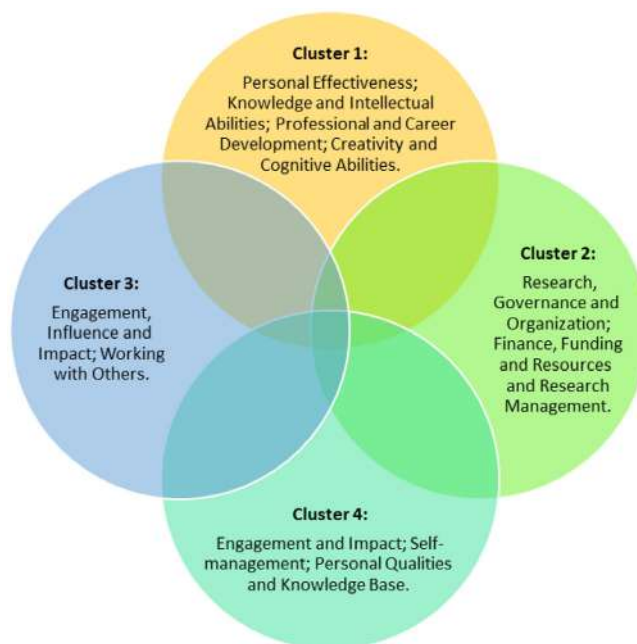 Cluster 1:
Personal Effectiveness;
Knowledge and Intellectual
Abilities; Professional and Career
Development; Creativity and
Cognitive Abilities.
Cluster 2:
Research,
Governance and
Organization;
Finance, Funding
and Resources
and Research
Management.
Cluster 3:
Engagement,
Influence and
Impact; Working
with Others.
Cluster 4:
Engagement and Impact; Self-
management; Personal Qualities
and Knowledge Base.